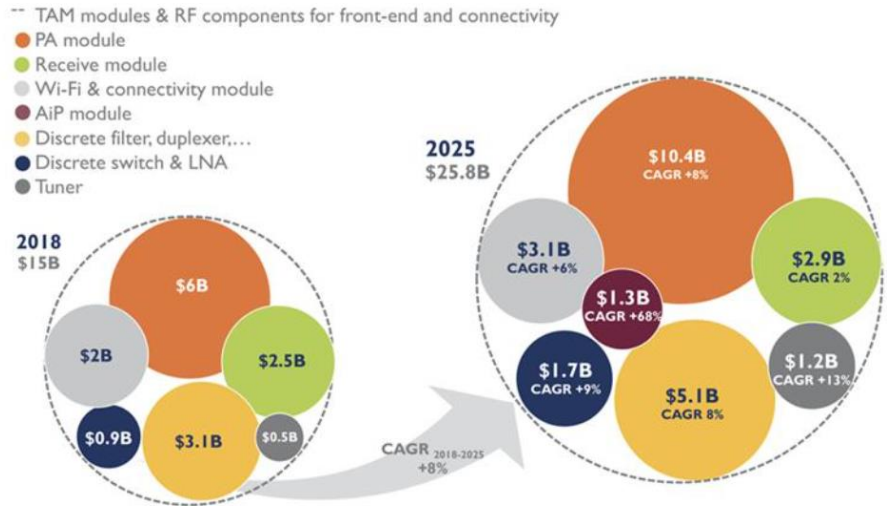 -- TAM modules & RF components for front-end and connectivity
PA module
Receive module
Wi-Fi & connectivity module
AiP module
Discrete filter, duplexer,...
Discrete switch & LNA
Tuner
2018
$15B
$6B
$2B
$2.5B
$0.9B
$3.1B
$0.5B
CAGR 2018-2025
+8%
2025
$25.8B
$10.4B
CAGR +8%
$3.1B
CAGR +6%
$2.9B
CAGR 2%
$1.3B
CAGR +68%
$1.7B
CAGR +9%
$5.1B
CAGR 8%
$1.2B
CAGR +13%